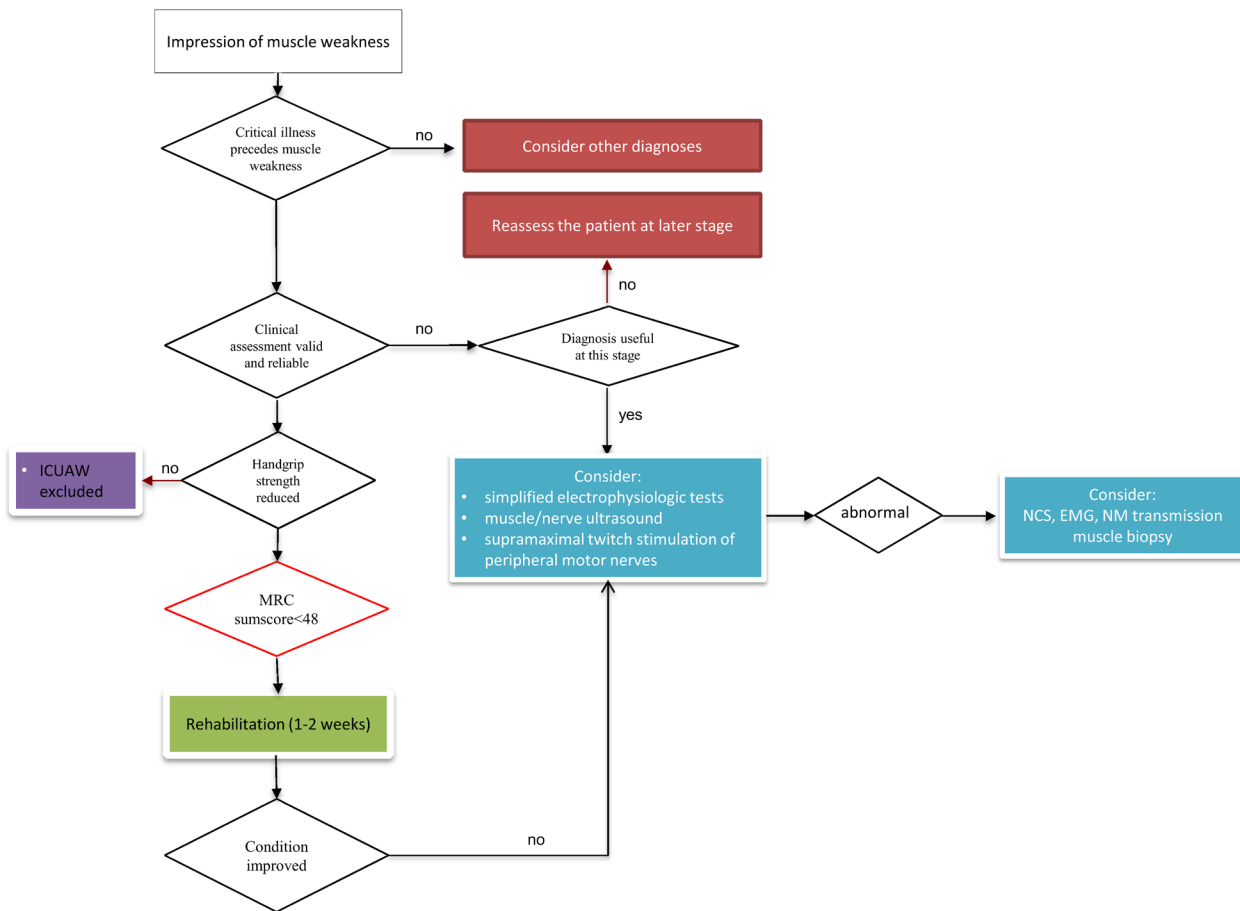 Impression of muscle weakness
Critical illness
precedes muscle
weakness
no
Consider other diagnoses
Reassess the patient at later stage
no
Clinical
assessment valid
and reliable
no
Diagnosis useful
at this stage
yes
• ICUAW
excluded
no
Handgrip
strength
reduced
Consider:
• simplified electrophysiologic tests
• muscle/nerve ultrasound
• supramaximal twitch stimulation of
peripheral motor nerves
abnormal
Consider:
NCS, EMG, NM transmission
muscle biopsy
MRC
sumscore<48
Rehabilitation (1-2 weeks)
Condition
improved
no